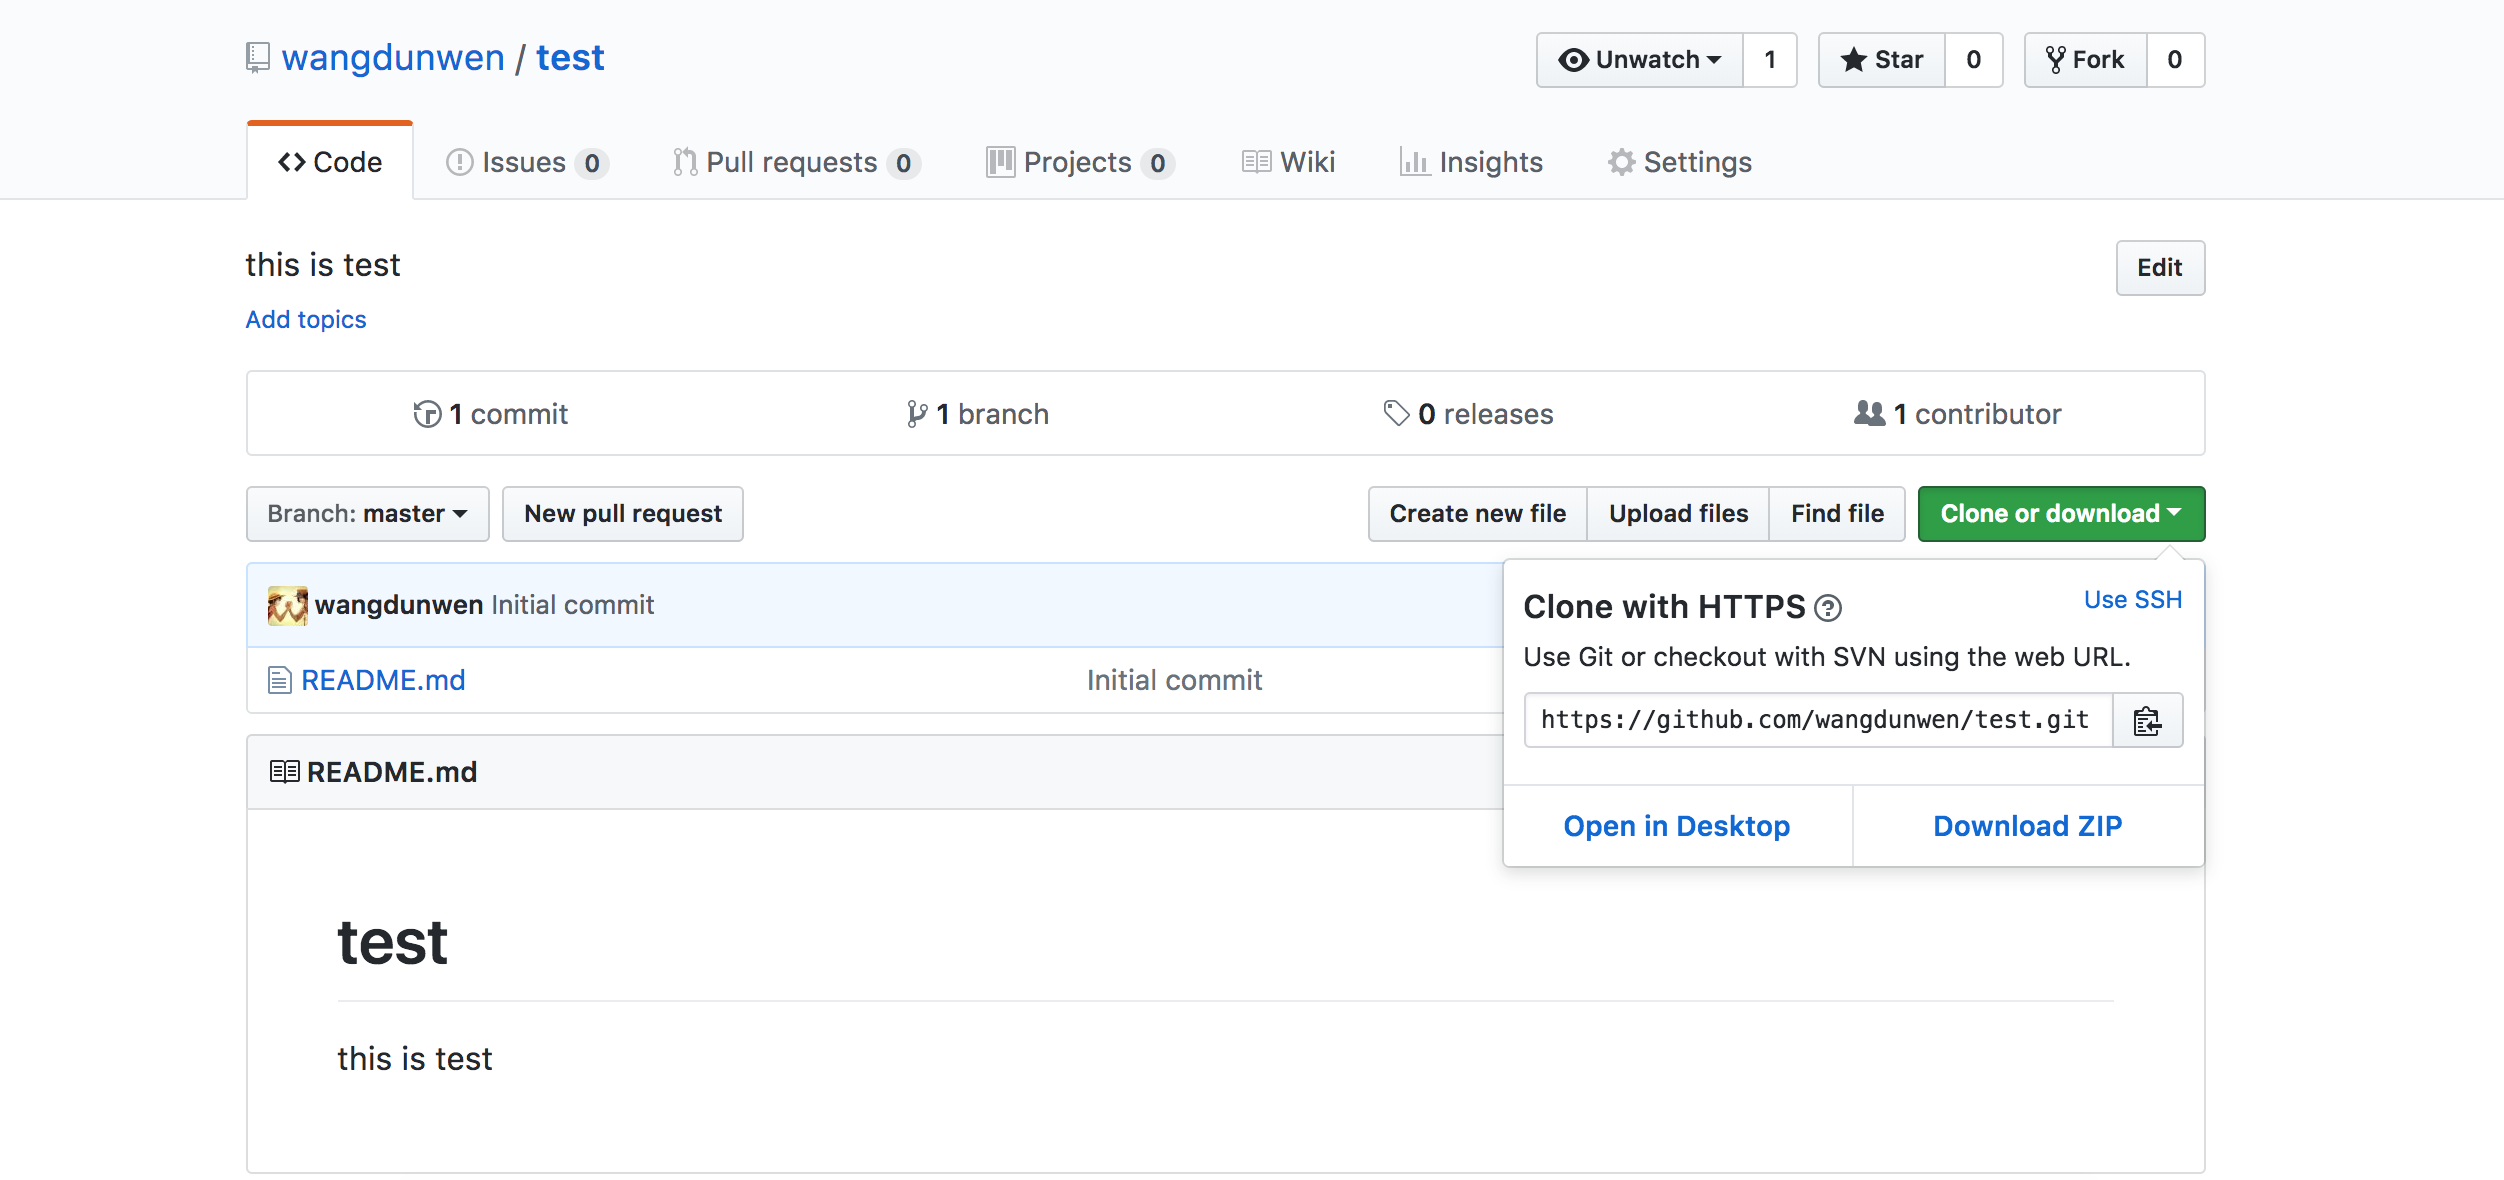 wangdunwen / test
Unwatch 1 Star 0 Fork 0
Code Issues 0 Pull requests 0 Projects 0 Wiki Insights Settings
this is test
Edit
Add topics
1 commit 1 branch 0 releases 1 contributor
Branch: master New pull request Create new file Upload files Find file Clone or download
wangdunwen Initial commit
README.md Initial commit
Clone with HTTPS ? Use SSH
Use Git or checkout with SVN using the web URL.
https://github.com/wangdunwen/test.git
Open in Desktop Download ZIP
README.md
test
this is test